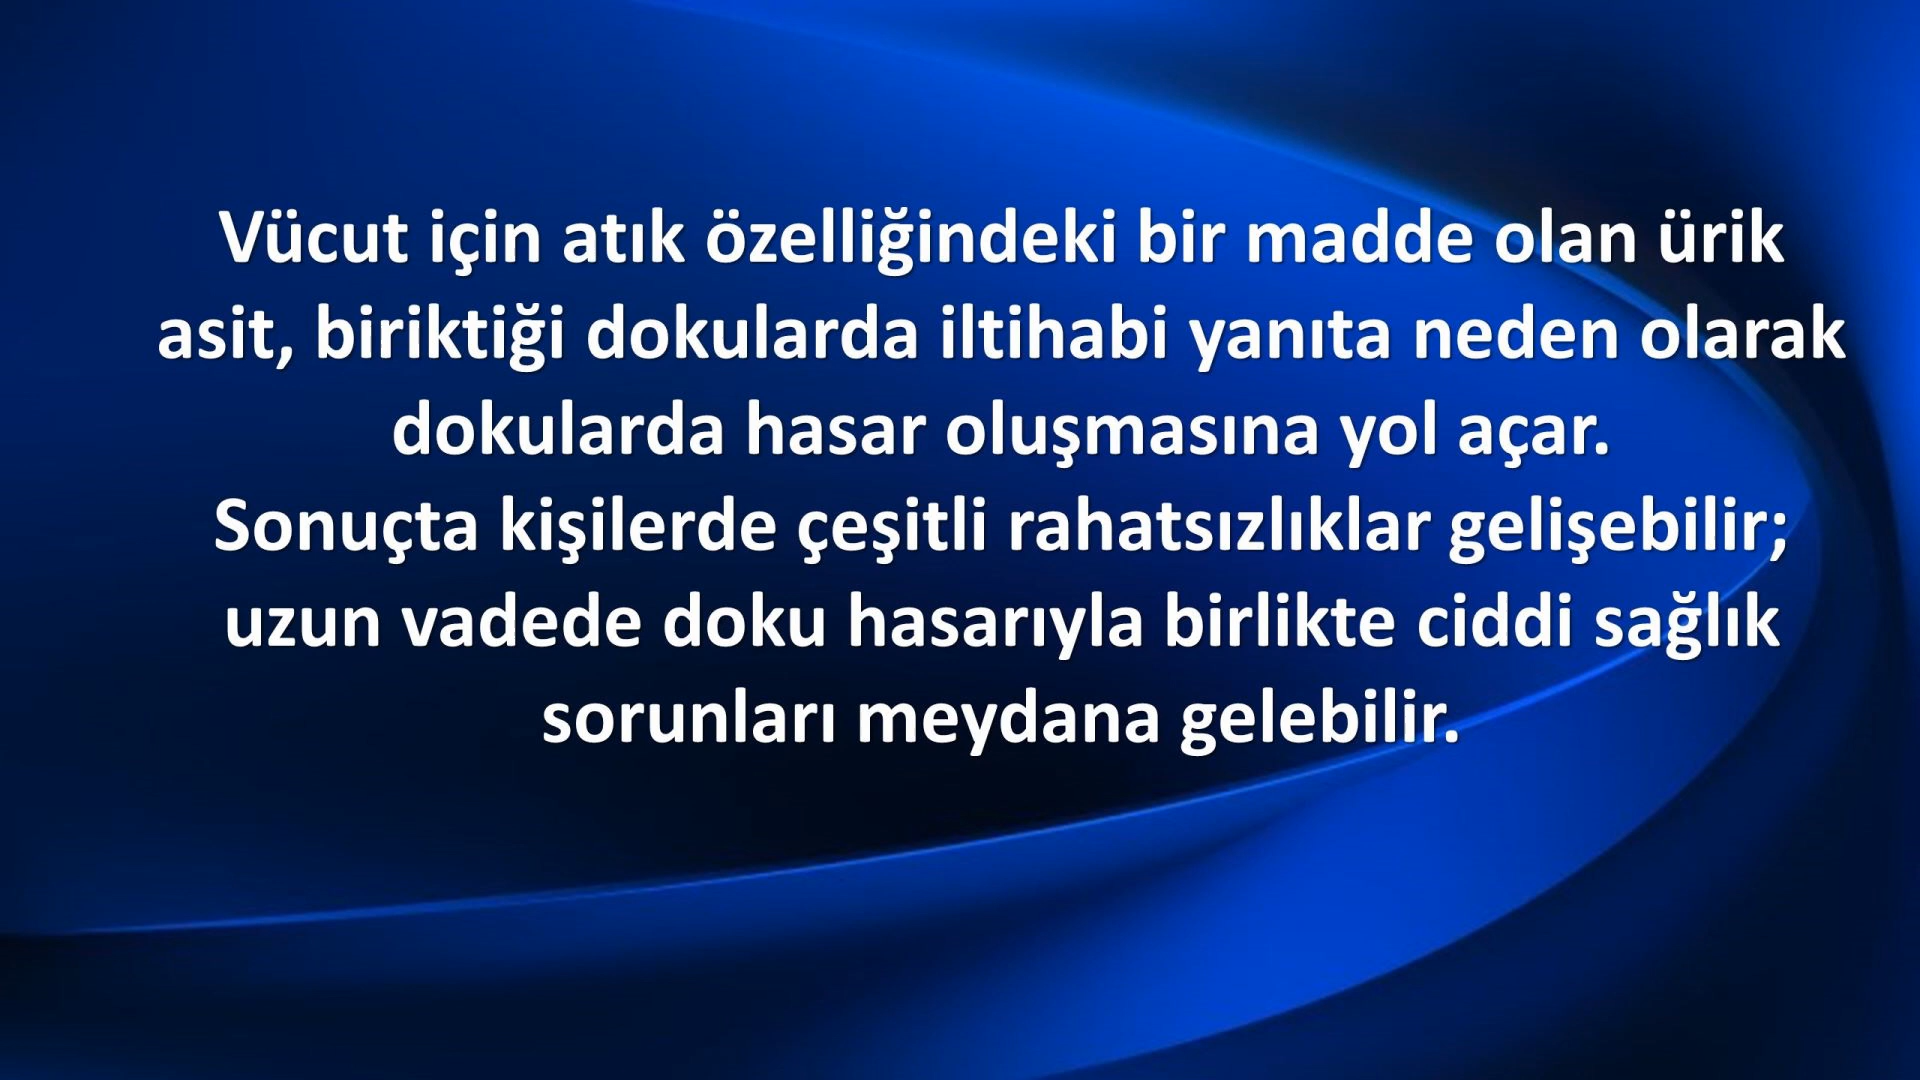 Vücut için atık özelliğindeki bir madde olan ürik
asit, biriktiği dokularda iltihabi yanıta neden olarak
dokularda hasar oluşmasına yol açar.
Sonuçta kişilerde çeşitli rahatsızlıklar gelişebilir;
uzun vadede doku hasarıyla birlikte ciddi sağlık
sorunları meydana gelebilir.